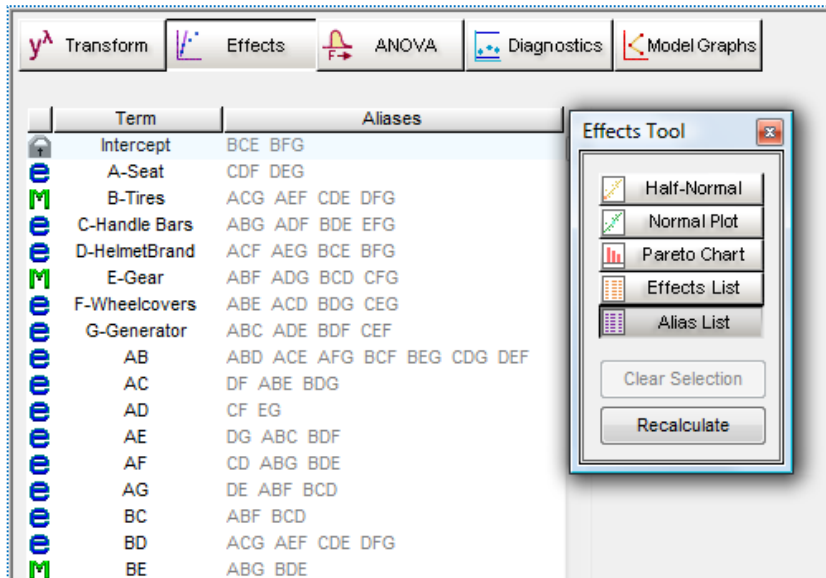 yλ Transform Effects F→ ANOVA Diagnostics Model Graphs
Term Aliases
Intercept BCE BFG
e A-Seat CDF DEG
M B-Tires ACG AEF CDE DFG
e C-Handle Bars ABG ADF BDE EFG
e D-HelmetBrand ACF AEG BCE BFG
M E-Gear ABF ADG BCD CFG
e F-Wheelcovers ABE ACD BDG CEG
e G-Generator ABC ADE BDF CEF
e AB ABD ACE AFG BCF BEG CDG DEF
e AC DF ABE BDG
e AD CF EG
e AE DG ABC BDF
e AF CD ABG BDE
e AG DE ABF BCD
e BC ABF BCD
e BD ACG AEF CDE DFG
M BE ABG BDE
Effects Tool
Half-Normal
Normal Plot
Pareto Chart
Effects List
Alias List
Clear Selection
Recalculate